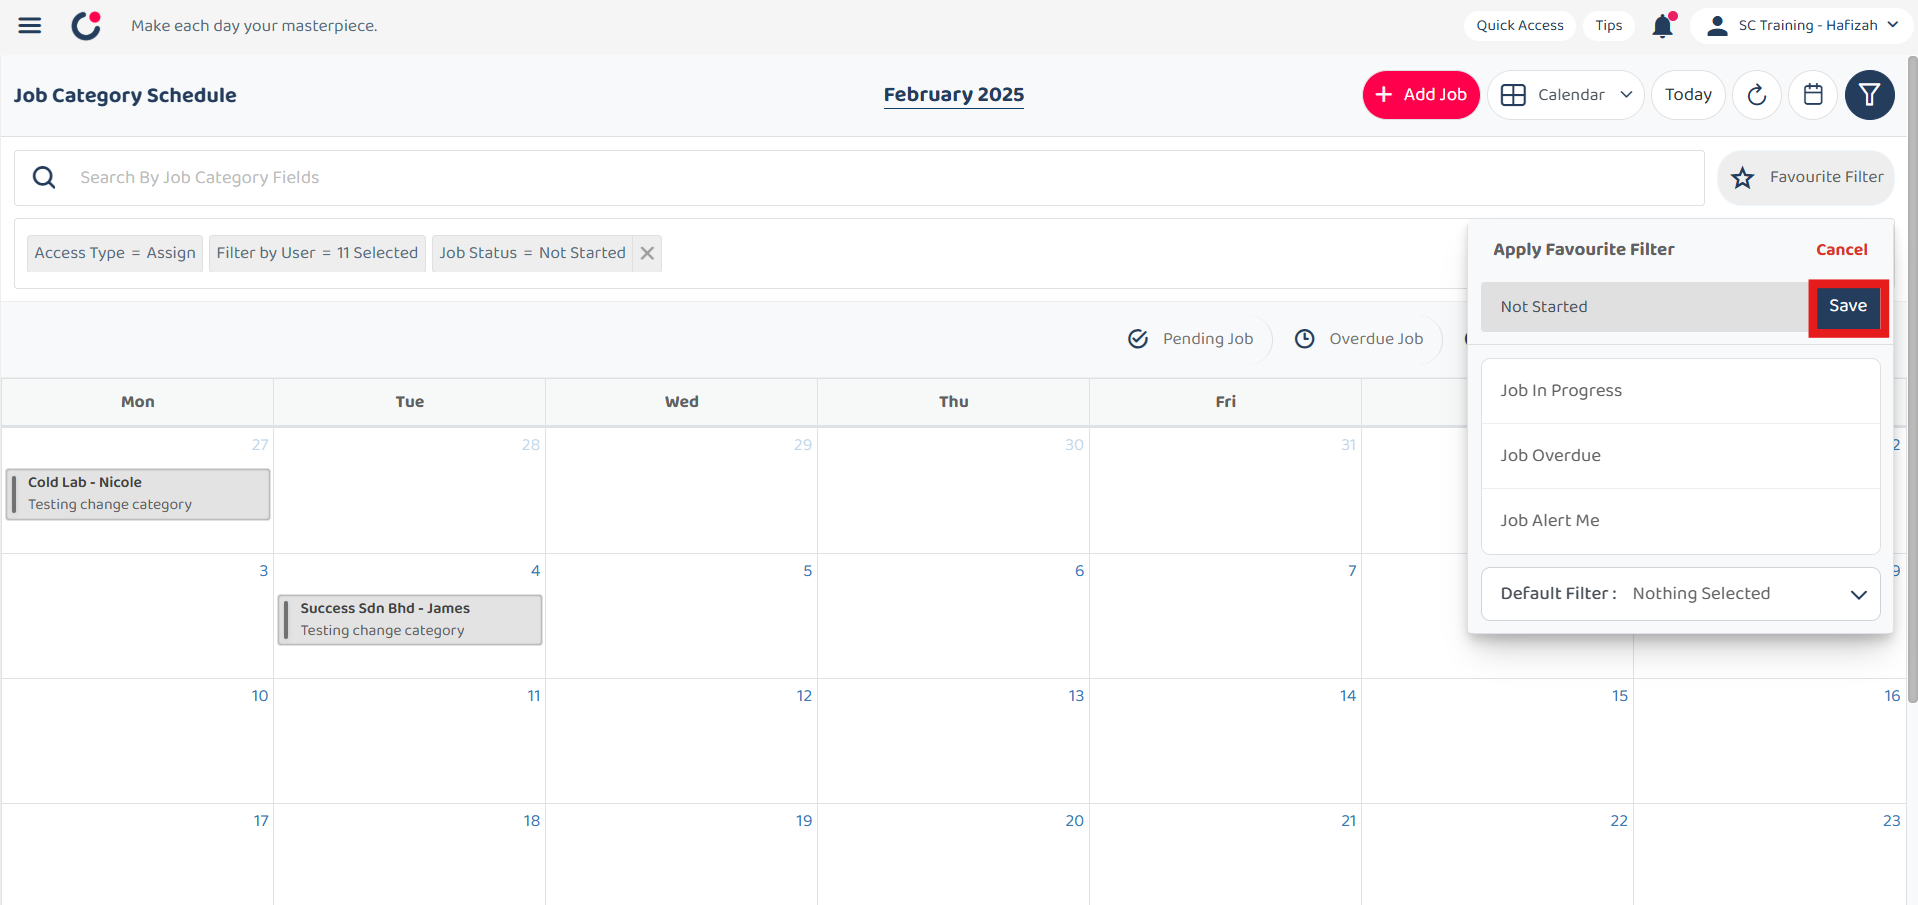 Make each day your masterpiece.
Quick Access
Tips
SC Training - Hafizah
Job Category Schedule
February 2025
+ Add Job
Calendar
Today
Search By Job Category Fields
Favourite Filter
Access Type = Assign
Filter by User = 11 Selected
Job Status = Not Started
Apply Favourite Filter
Cancel
Not Started
Save
Pending Job
Overdue Job
Job In Progress
Job Overdue
Job Alert Me
Default Filter : Nothing Selected
Mon Tue Wed Thu Fri
27 28 29 30 31 2
Cold Lab - Nicole
Testing change category
3 4 5 6 7 9
Success Sdn Bhd - James
Testing change category
10 11 12 13 14 15 16
17 18 19 20 21 22 23